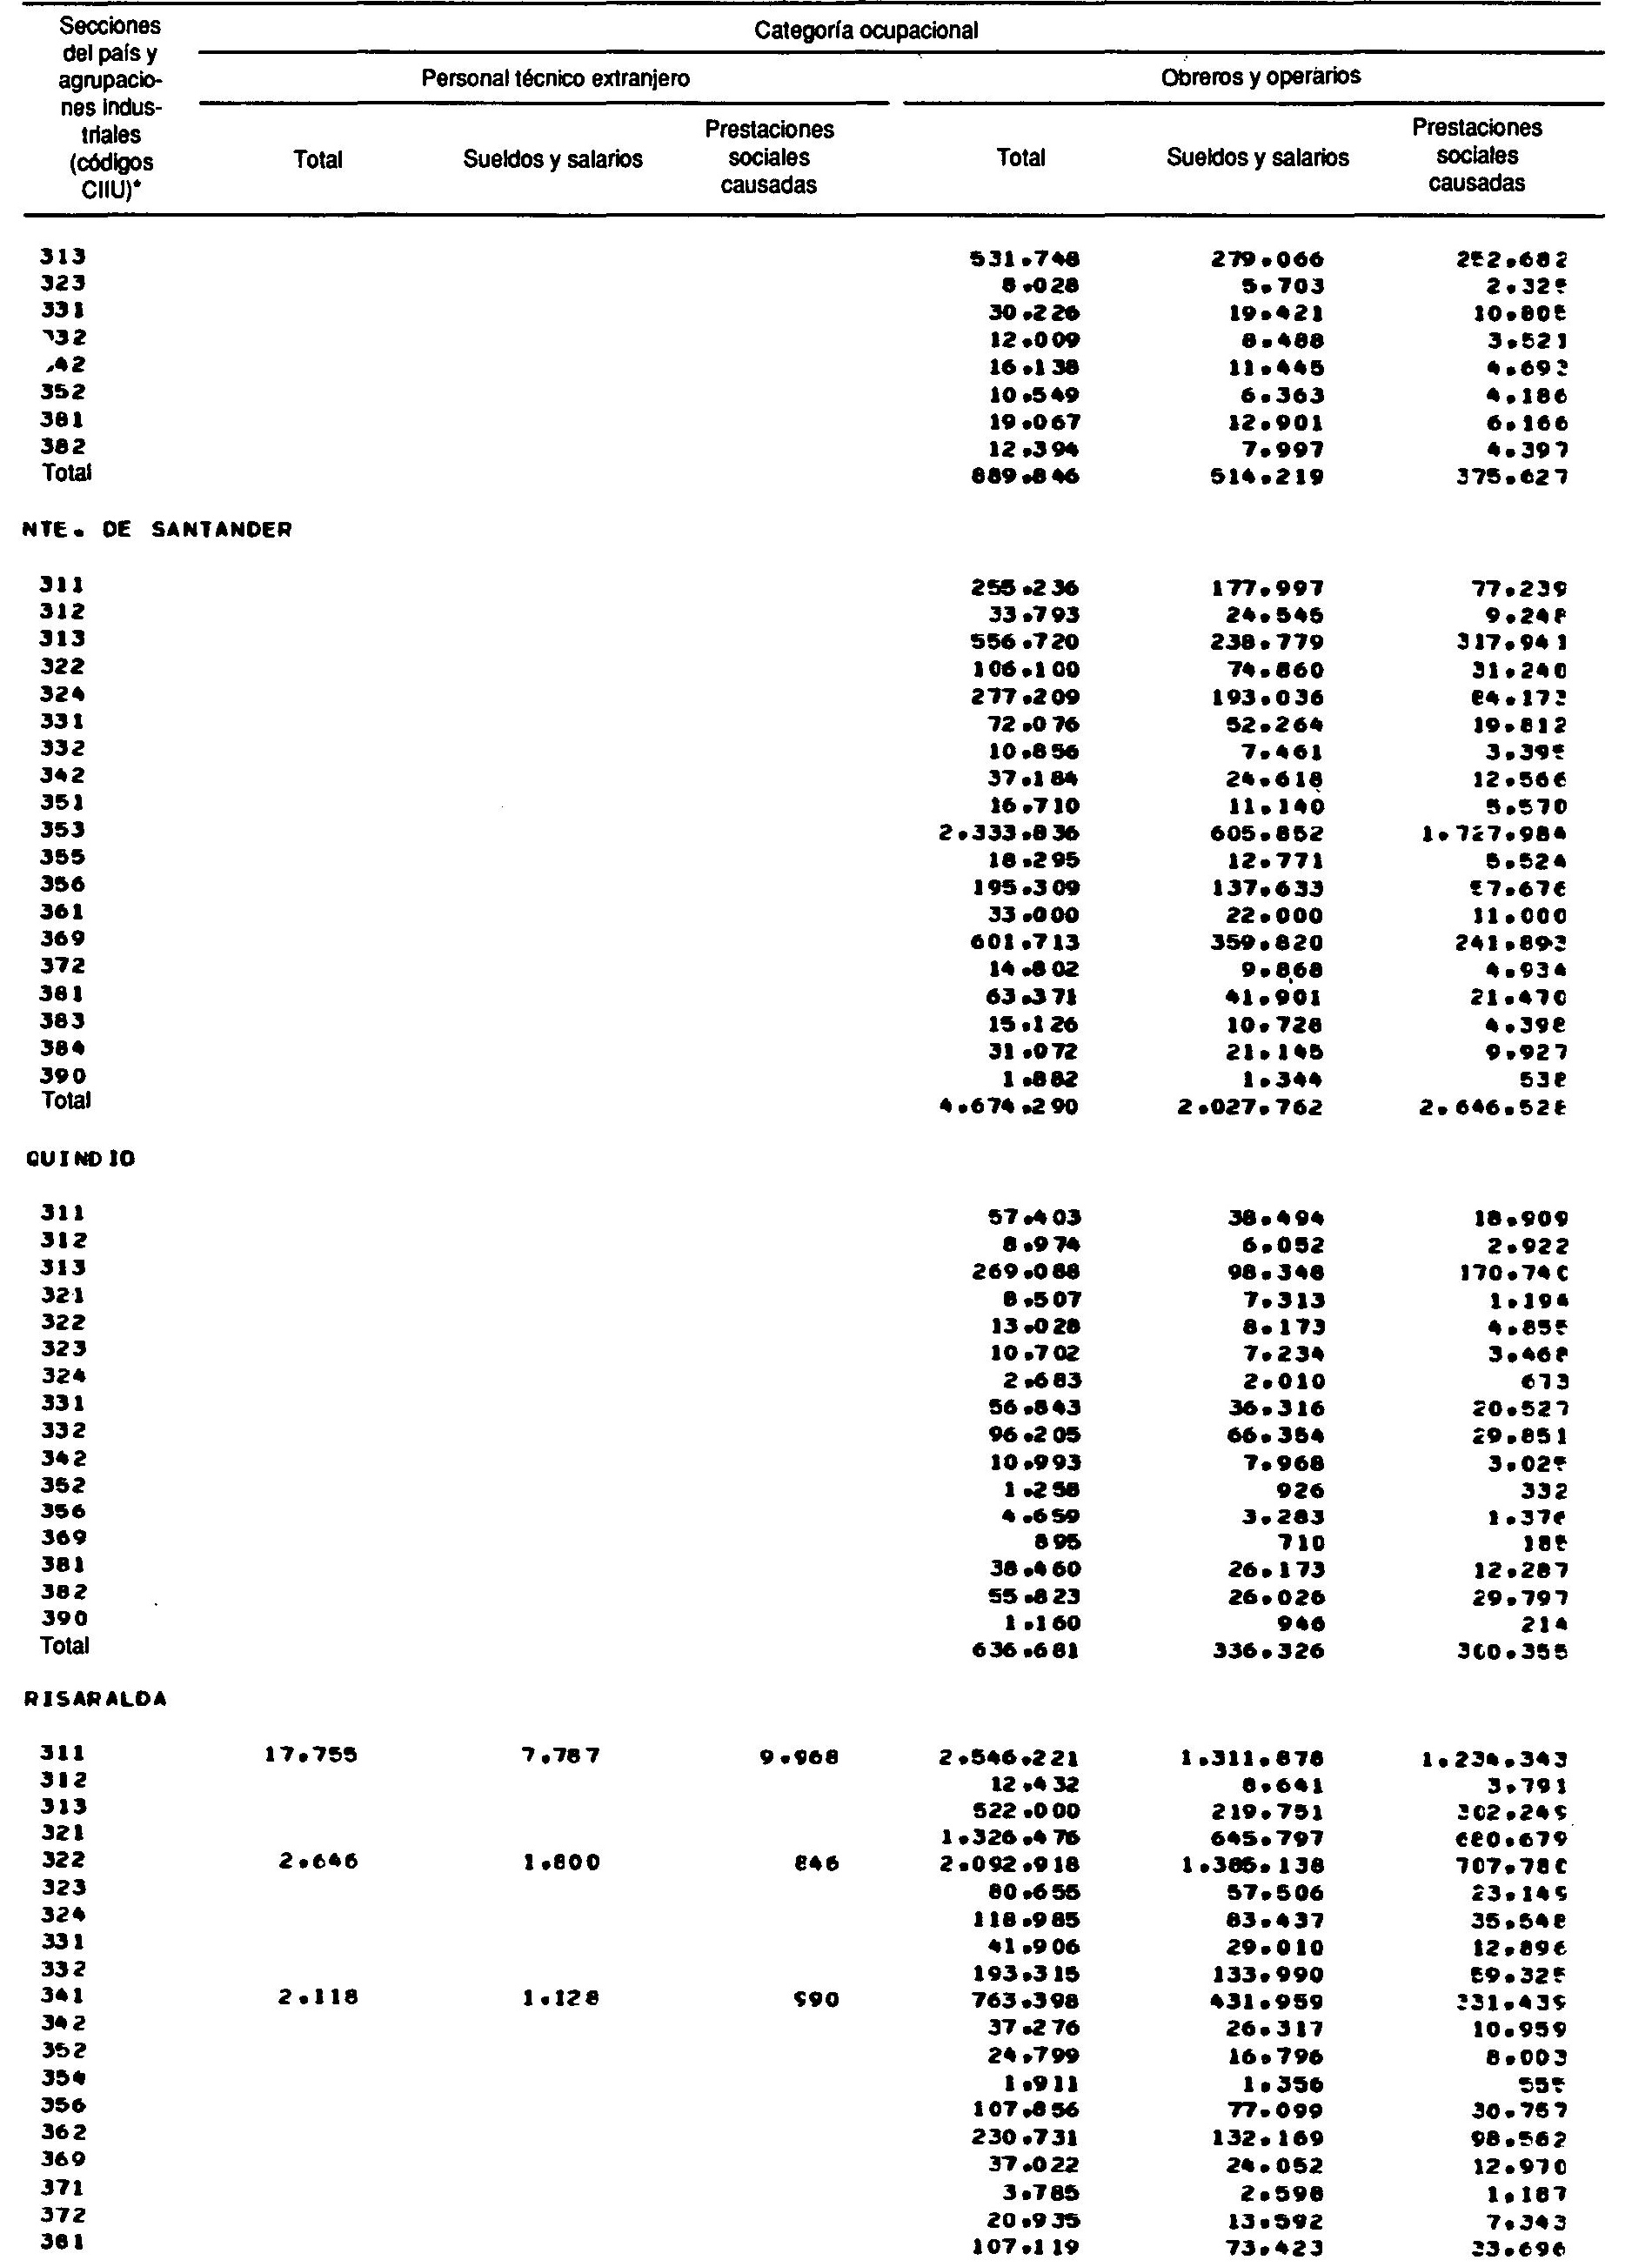 Secciones del país y agrupaciones industriales (códigos CIIU)* Categoría ocupacional
Personal técnico extranjero Obreros y operarios
Total Sueldos y salarios Prestaciones sociales causadas Total Sueldos y salarios Prestaciones sociales causadas
313 531.748 279.066 252.682
323 8.028 5.703 2.325
331 30.226 19.421 10.805
332 12.009 8.488 3.521
342 16.138 11.445 4.693
352 10.549 6.363 4.186
381 19.067 12.901 6.166
382 12.394 7.997 4.397
Total 889.846 514.219 375.627
NTE. DE SANTANDER
311 255.236 177.997 77.239
312 33.793 24.545 9.248
313 556.720 238.779 317.941
322 106.100 74.860 31.240
324 277.209 193.036 84.173
331 72.076 52.264 19.812
332 10.856 7.461 3.395
342 37.184 24.618 12.566
351 16.710 11.140 5.570
353 2.333.836 605.852 1.727.984
355 18.295 12.771 5.524
356 195.309 137.633 57.676
361 33.000 22.000 11.000
369 601.713 359.820 241.893
372 14.802 9.868 4.934
381 63.371 41.901 21.470
383 15.126 10.728 4.398
384 31.072 21.145 9.927
390 1.882 1.344 538
Total 4.674.290 2.027.762 2.646.528
QUINDIO
311 57.403 38.494 18.909
312 8.974 6.052 2.922
313 269.088 98.348 170.740
321 8.507 7.313 1.194
322 13.028 8.173 4.855
323 10.702 7.234 3.468
324 2.683 2.010 673
331 56.843 36.316 20.527
332 96.205 66.354 29.851
342 10.993 7.968 3.025
352 1.258 926 332
356 4.659 3.283 1.376
369 895 710 185
381 38.460 26.173 12.287
382 55.823 26.026 29.797
390 1.160 946 214
Total 636.681 336.326 300.355
RISARALDA
311 17.755 7.787 9.968 2.546.221 1.311.878 1.234.343
312 12.432 8.641 3.791
313 522.000 219.751 302.249
321 1.326.476 645.797 680.679
322 2.646 1.800 846 2.092.918 1.385.138 707.780
323 80.655 57.506 23.149
324 118.985 83.437 35.548
331 41.906 29.010 12.896
332 193.315 133.990 59.325
341 2.118 1.128 990 763.398 431.959 331.439
342 37.276 26.317 10.959
352 24.799 16.796 8.003
354 1.911 1.356 555
356 107.856 77.099 30.757
362 230.731 132.169 98.562
369 37.022 24.052 12.970
371 3.785 2.598 1.187
372 20.935 13.592 7.343
381 107.119 73.423 33.696